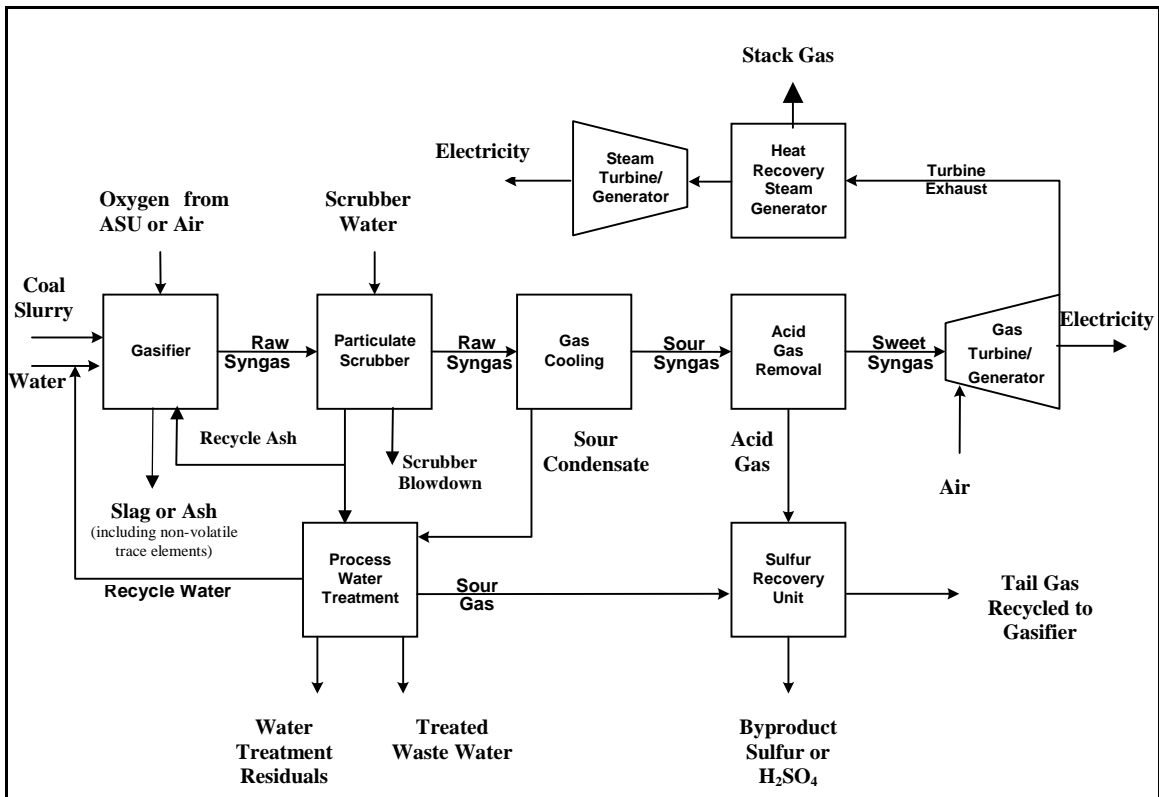 Stack Gas
Electricity
Steam
Turbine/
Generator
Heat
Recovery
Steam
Generator
Turbine
Exhaust
Oxygen from
ASU or Air
Scrubber
Water
Coal
Slurry
Water
Gasifier
Raw
Syngas
Particulate
Scrubber
Raw
Syngas
Gas
Cooling
Sour
Syngas
Acid
Gas
Removal
Sweet
Syngas
Gas
Turbine/
Generator
Electricity
Recycle Ash
Scrubber
Blowdown
Sour
Condensate
Acid
Gas
Air
Slag or Ash
(including non-volatile
trace elements)
Recycle Water
Process
Water
Treatment
Sour
Gas
Sulfur
Recovery
Unit
Tail Gas
Recycled to
Gasifier
Water
Treatment
Residuals
Treated
Waste Water
Byproduct
Sulfur or
H₂SO₄